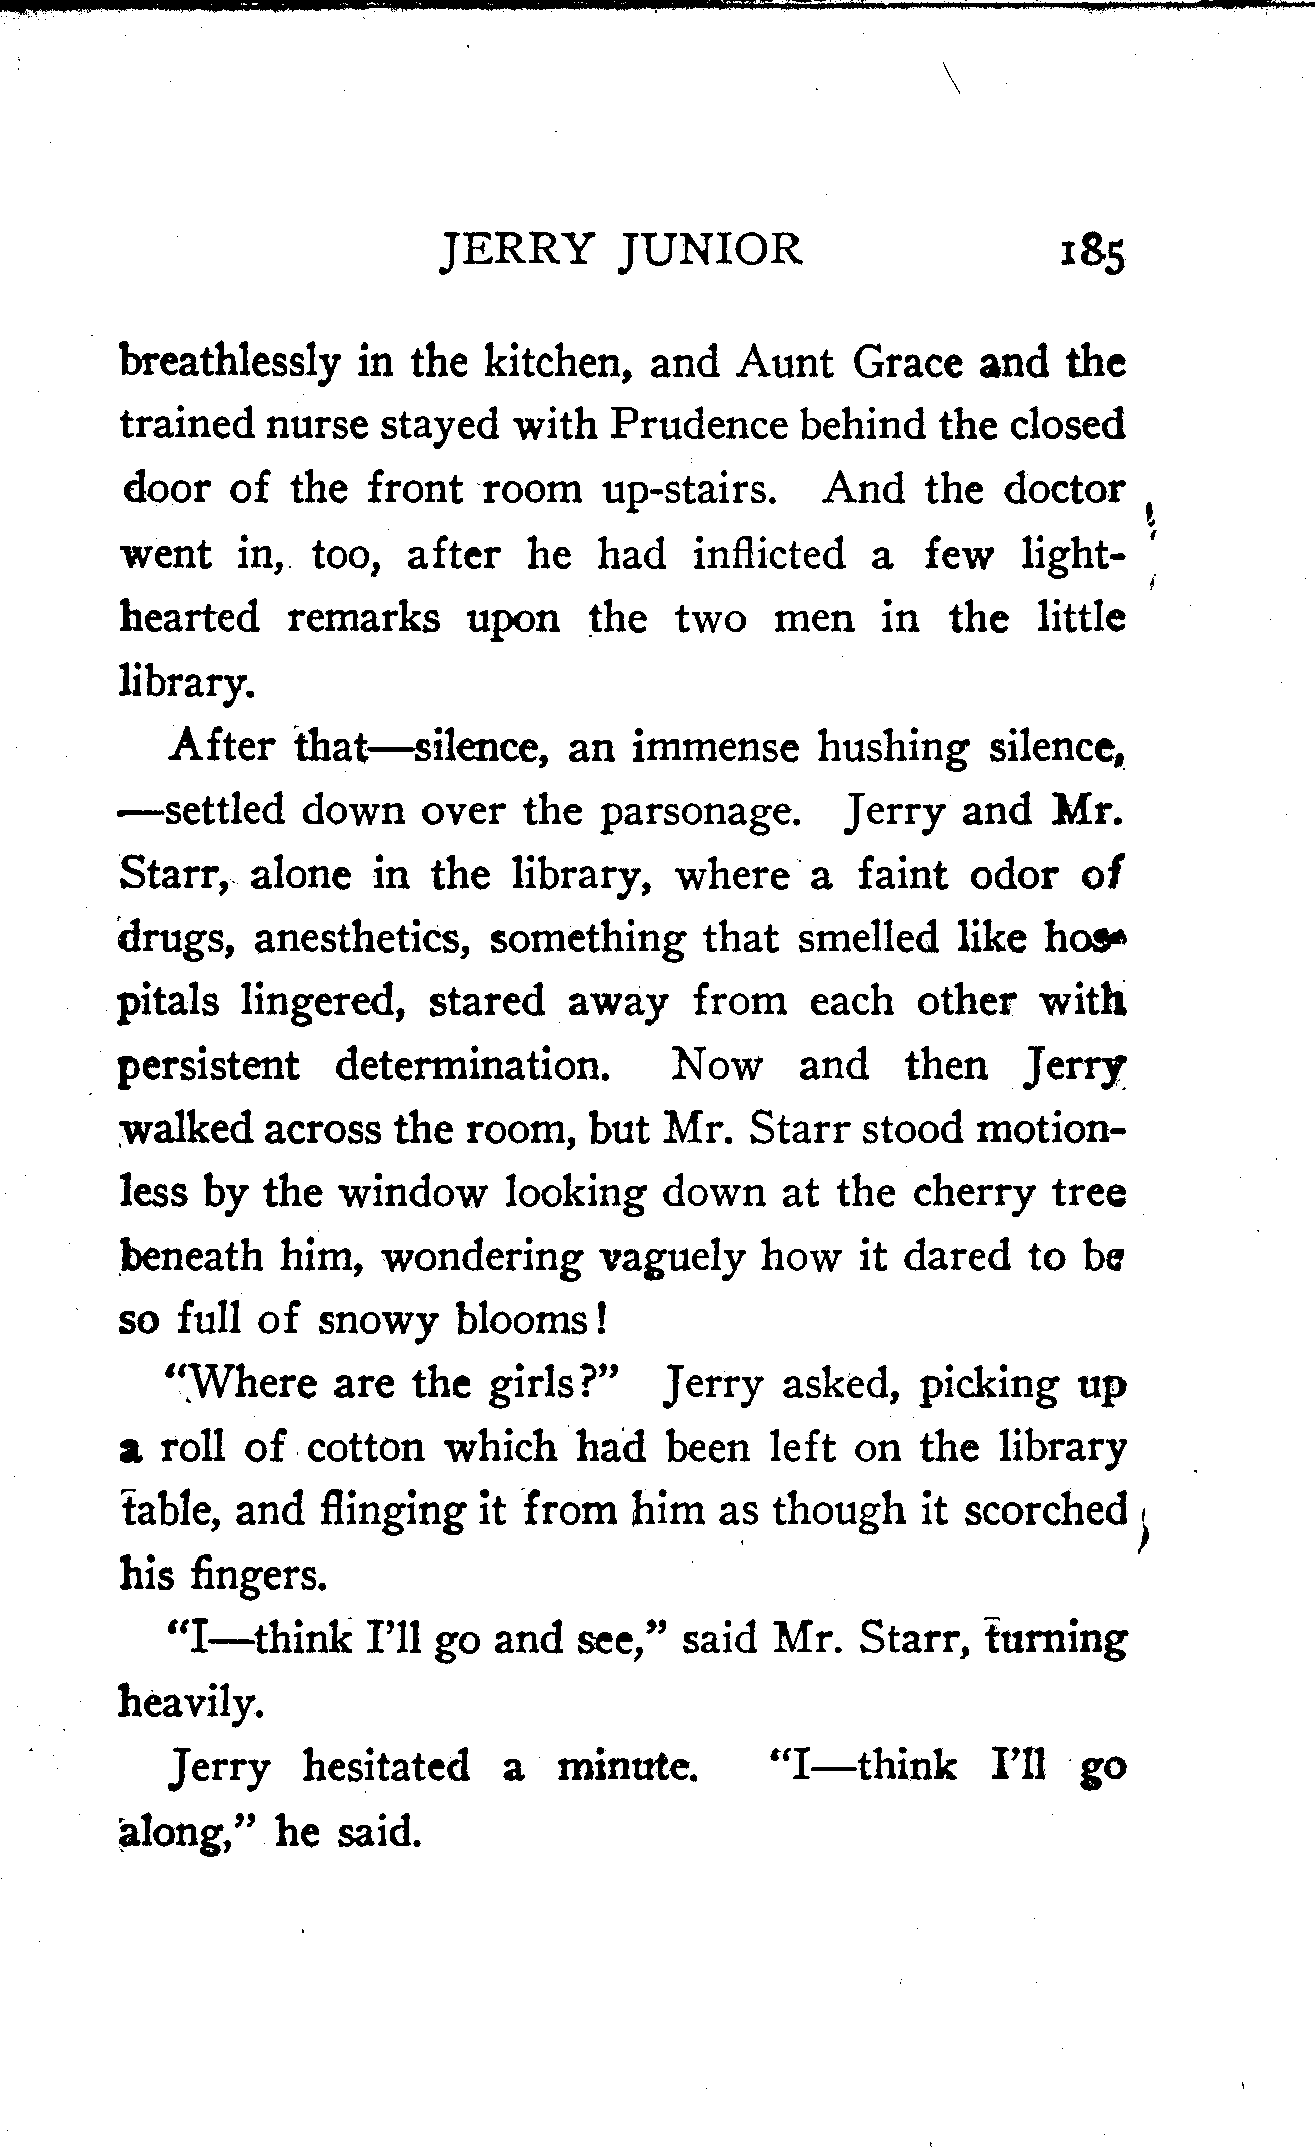 JERRY JUNIOR 185
breathlessly in the kitchen, and Aunt Grace and the
trained nurse stayed with Prudence behind the closed
door of the front room up-stairs. And the doctor
went in, too, after he had inflicted a few light-
hearted remarks upon the two men in the little
library.
After that—silence, an immense hushing silence,
—settled down over the parsonage. Jerry and Mr.
Starr, alone in the library, where a faint odor of
drugs, anesthetics, something that smelled like hos-
pitals lingered, stared away from each other with
persistent determination. Now and then Jerry
walked across the room, but Mr. Starr stood motion-
less by the window looking down at the cherry tree
beneath him, wondering vaguely how it dared to be
so full of snowy blooms!
"Where are the girls?" Jerry asked, picking up
a roll of cotton which had been left on the library
table, and flinging it from him as though it scorched
his fingers.
"I—think I'll go and see," said Mr. Starr, turning
heavily.
Jerry hesitated a minute. "I—think I'll go
along," he said.